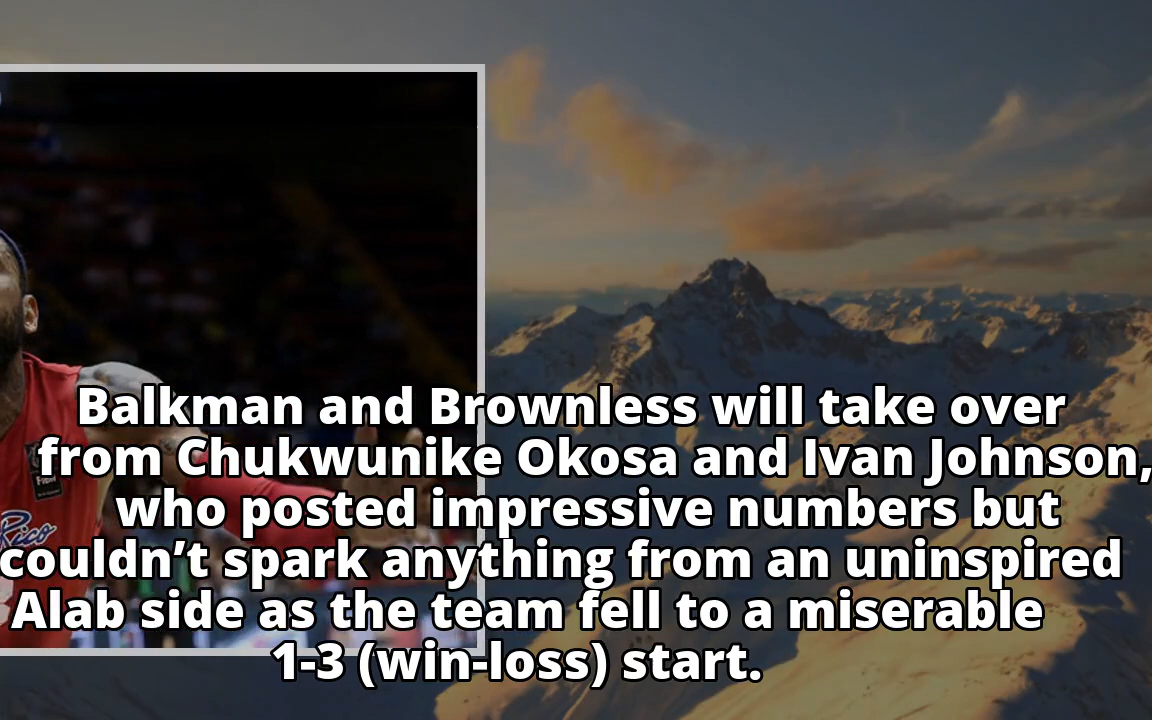 Balkman and Brownless will take over
from Chukwunike Okosa and Ivan Johnson,
who posted impressive numbers but
couldn’t spark anything from an uninspired
Alab side as the team fell to a miserable
1-3 (win-loss) start.
Rico